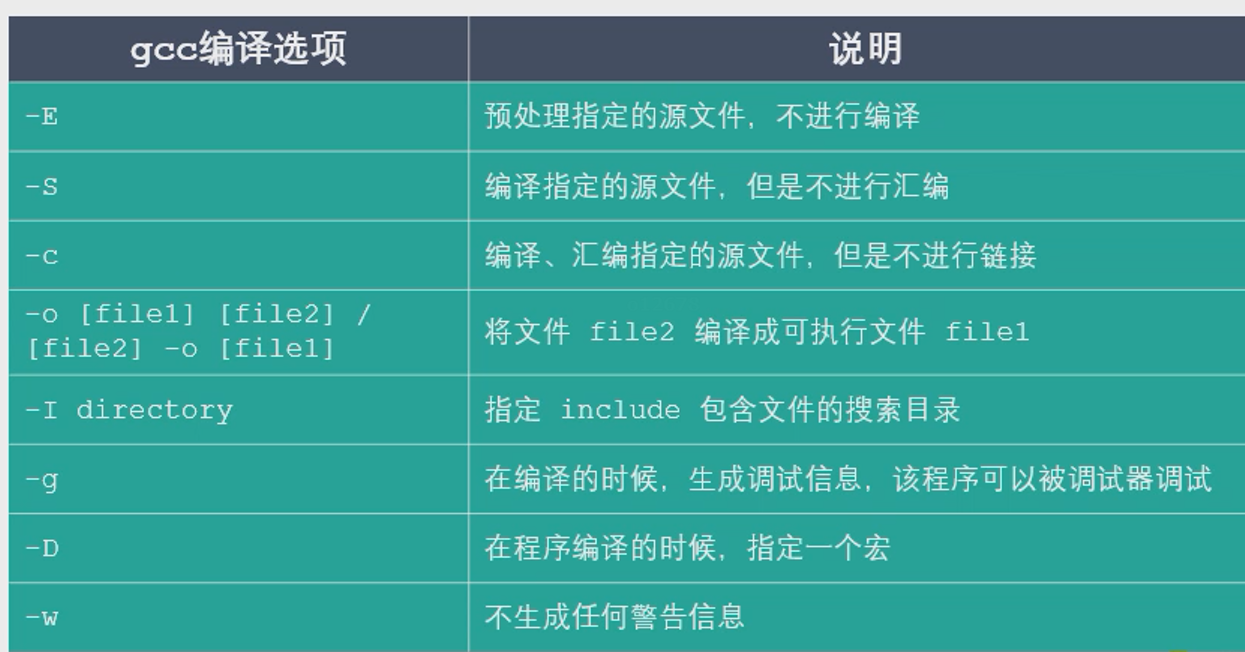 gcc编译选项 说明
-E 预处理指定的源文件，不进行编译
-S 编译指定的源文件，但是不进行汇编
-c 编译、汇编指定的源文件，但是不进行链接
-o [file1] [file2] /
[file2] -o [file1] 将文件 file2 编译成可执行文件 file1
-I directory 指定 include 包含文件的搜索目录
-g 在编译的时候，生成调试信息，该程序可以被调试器调试
-D 在程序编译的时候，指定一个宏
-w 不生成任何警告信息